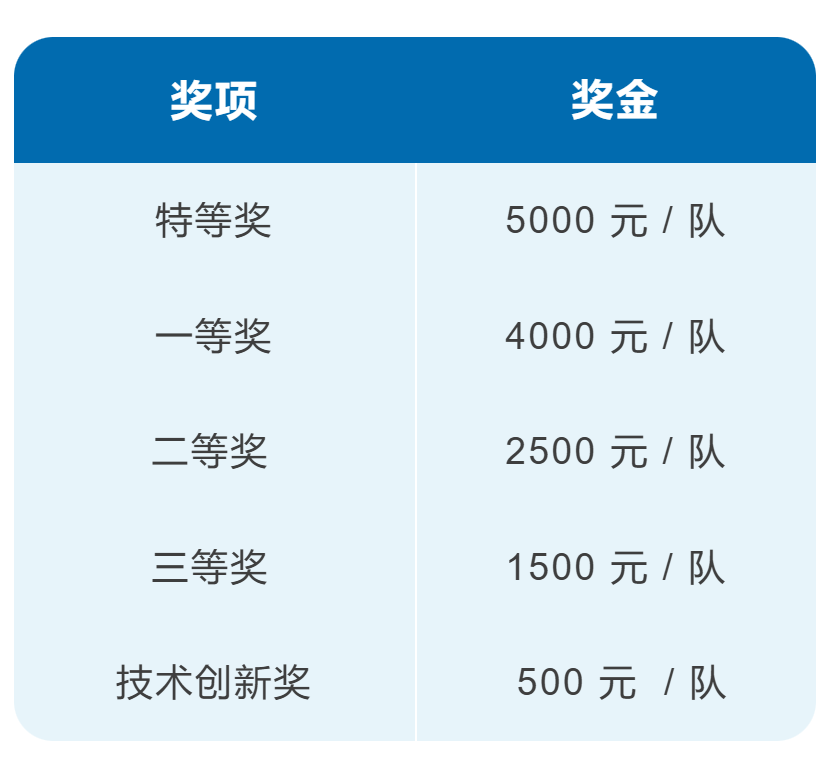 奖项 奖金
特等奖 5000 元 / 队
一等奖 4000 元 / 队
二等奖 2500 元 / 队
三等奖 1500 元 / 队
技术创新奖 500 元 / 队